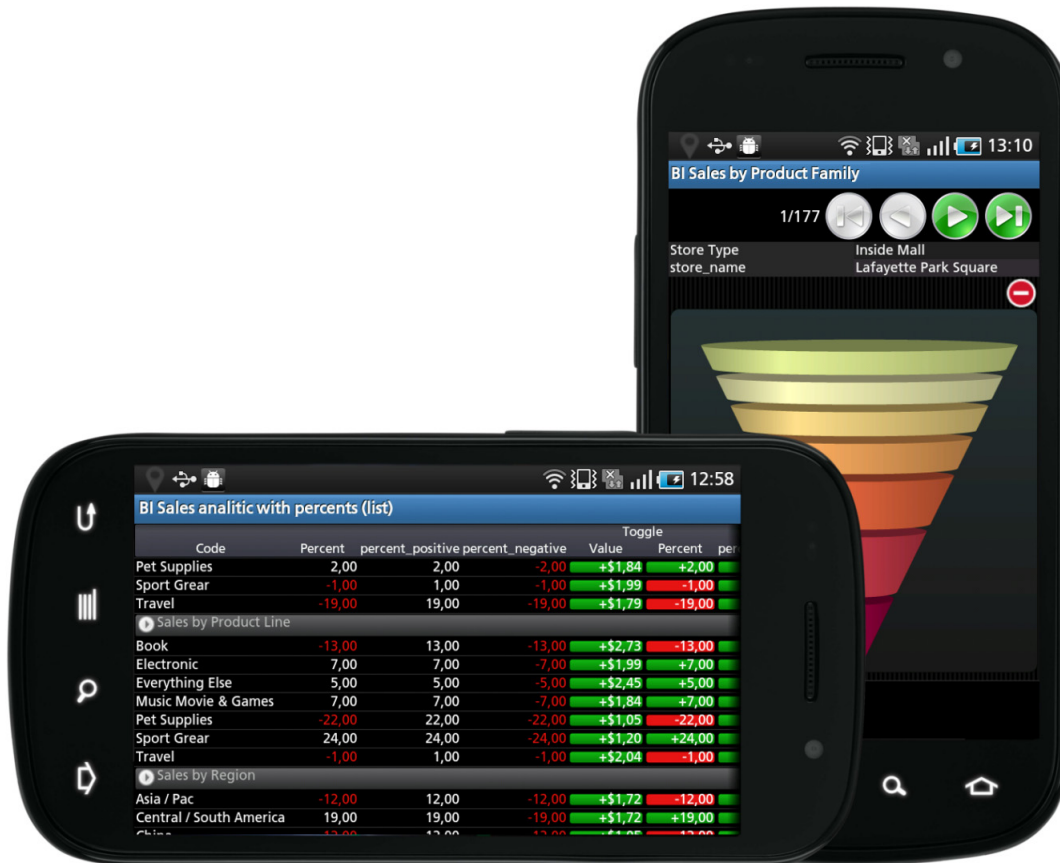 13:10
BI Sales by Product Family
1/177
Store Type Inside Mall
store_name Lafayette Park Square
12:58
BI Sales analitic with percents (list)
Toggle
Code Percent percent_positive percent_negative Value Percent
Pet Supplies 2,00 2,00 -2,00 +$1,84 +2,00
Sport Grear -1,00 1,00 -1,00 +$1,99 -1,00
Travel -19,00 19,00 -19,00 +$1,79 -19,00
Sales by Product Line
Book -13,00 13,00 -13,00 +$2,73 -13,00
Electronic 7,00 7,00 -7,00 +$1,99 +7,00
Everything Else 5,00 5,00 -5,00 +$2,45 +5,00
Music Movie & Games 7,00 7,00 -7,00 +$1,84 +7,00
Pet Supplies -22,00 22,00 -22,00 +$1,05 -22,00
Sport Grear 24,00 24,00 -24,00 +$1,20 +24,00
Travel -1,00 1,00 -1,00 +$2,04 -1,00
Sales by Region
Asia / Pac -12,00 12,00 -12,00 +$1,72 -12,00
Central / South America 19,00 19,00 -19,00 +$1,72 +19,00